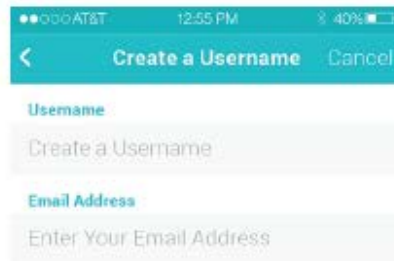 AT&T 12:55 PM 40%
Create a Username Cancel
Username
Create a Username
Email Address
Enter Your Email Address